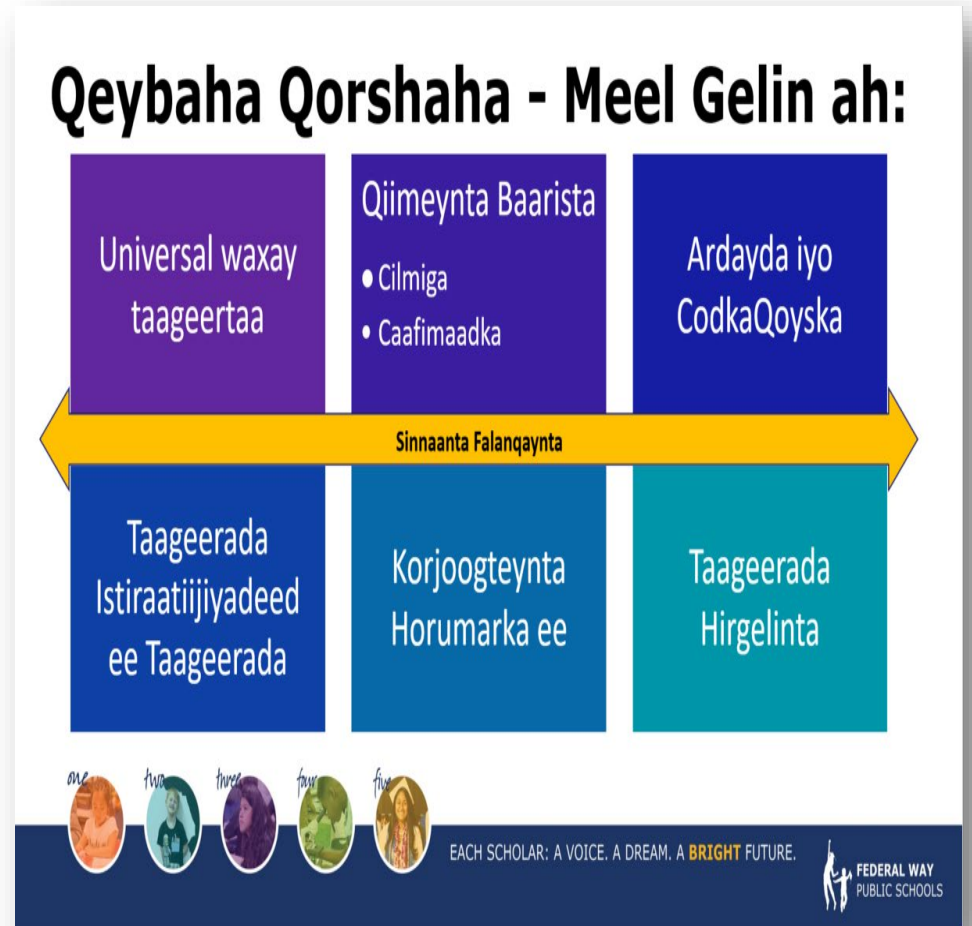 Qeybaha Qorshaha - Meel Gelin ah:
Universal waxay
taageertaa
Qiimeynta Baarista
• Cilmiga
• Caafimaadka
Ardayda iyo
CodkaQoyska
Sinnaanta Falanqaynta
Taageerada
Istiraatiijiyadeed
ee Taageerada
Korjoogteynta
Horumarka ee
Taageerada
Hirgelinta
one
two
three
four
five
EACH SCHOLAR: A VOICE. A DREAM. A BRIGHT FUTURE.
FEDERAL WAY
PUBLIC SCHOOLS